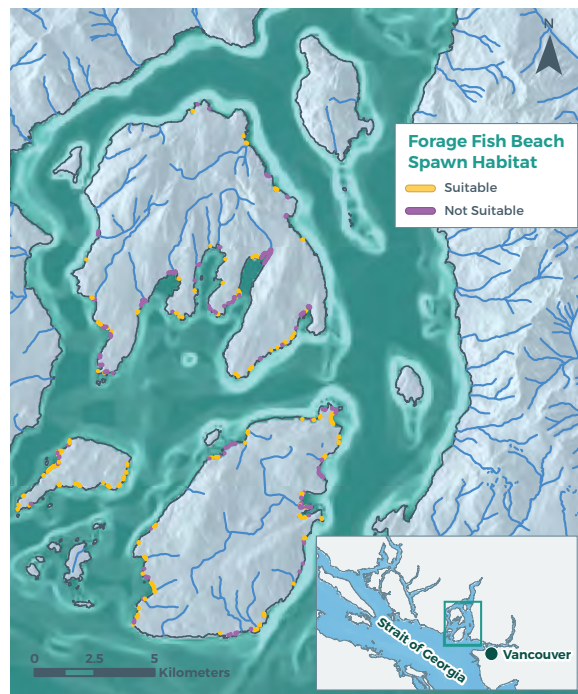 N
Forage Fish Beach
Spawn Habitat
Suitable
Not Suitable
0 2.5 5
Kilometers
Strait of Georgia
Vancouver